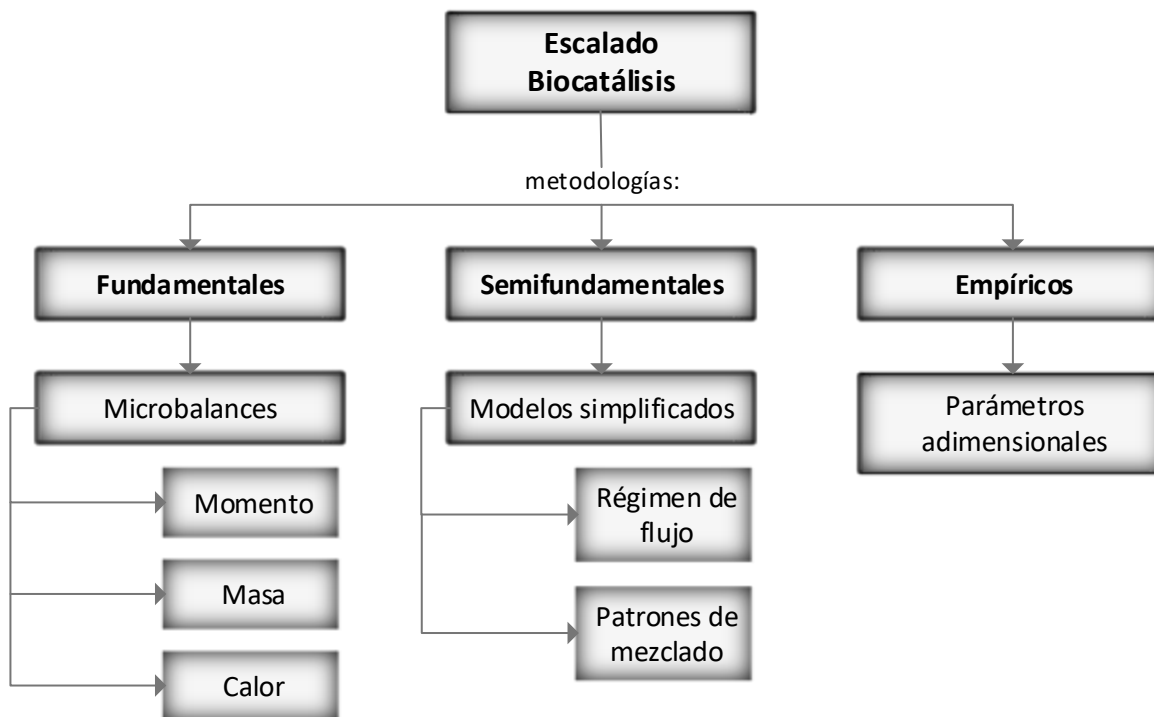 Escalado
Biocatálisis
metodologías:
Fundamentales
Semifundamentales
Empíricos
Microbalances
Modelos simplificados
Parámetros
adimensionales
Momento
Régimen de
flujo
Masa
Patrones de
mezclado
Calor